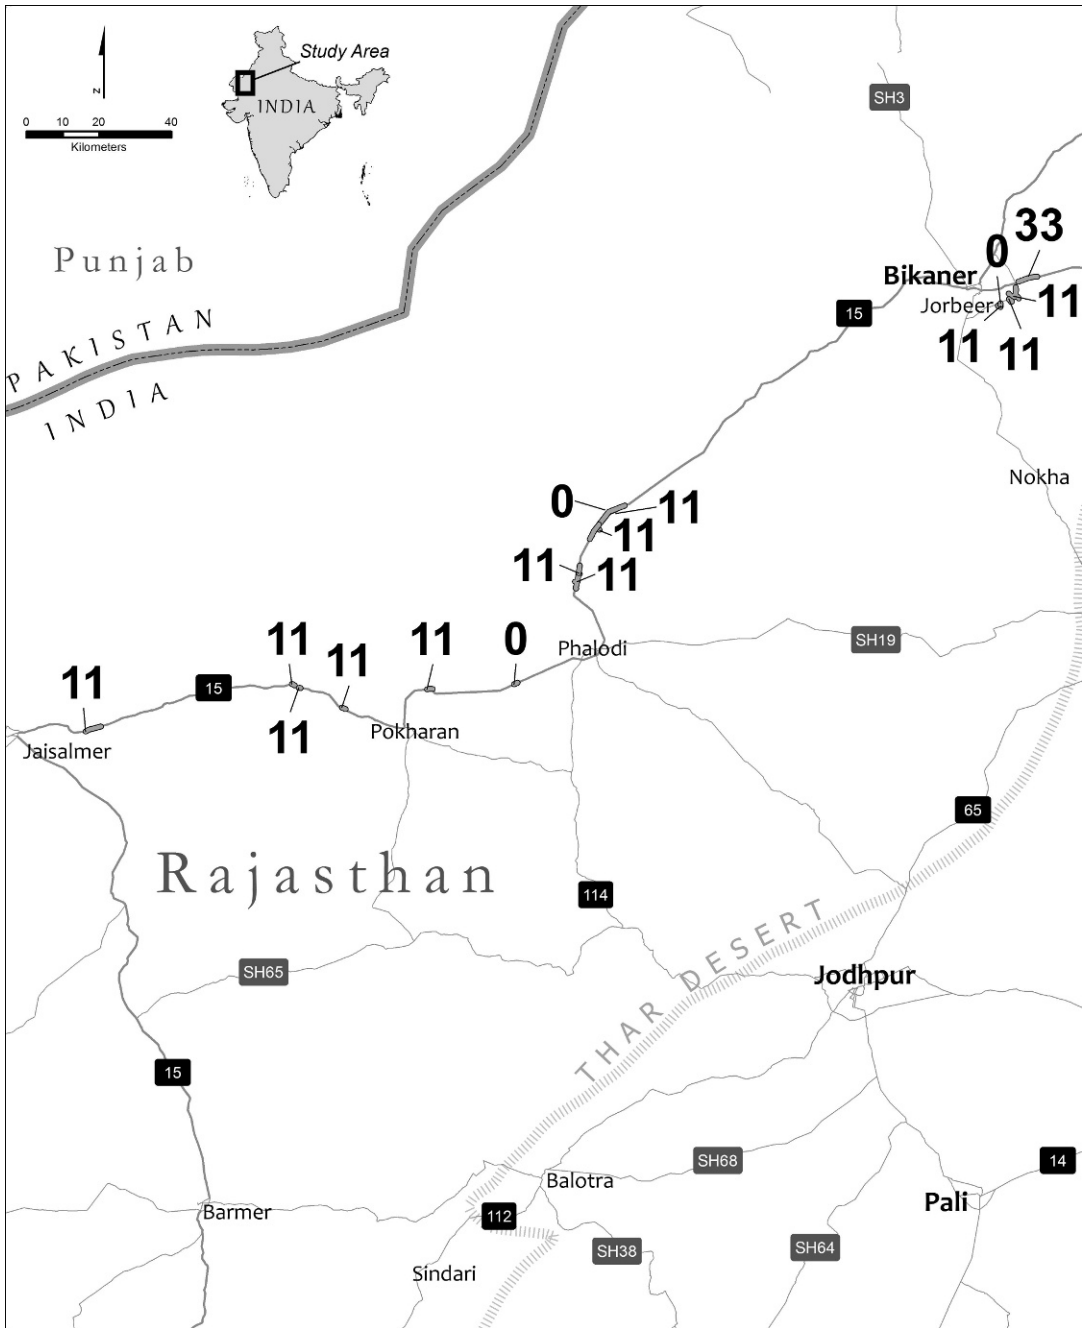 Study Area
INDIA
N
0 10 20 40
Kilometers
SH3
Punjab
PAKISTAN
INDIA
0 33
Bikaner
Jorbeer
11
11
11
15
Nokha
0
11
11
11
11
Phalodi
SH19
11
11
11
0
11
11
15
Jaisalmer
Pokharan
65
Rajasthan
114
THAR DESERT
SH65
Jodhpur
15
SH68
14
Balotra
Pali
Barmer
112
SH38
SH64
Sindari